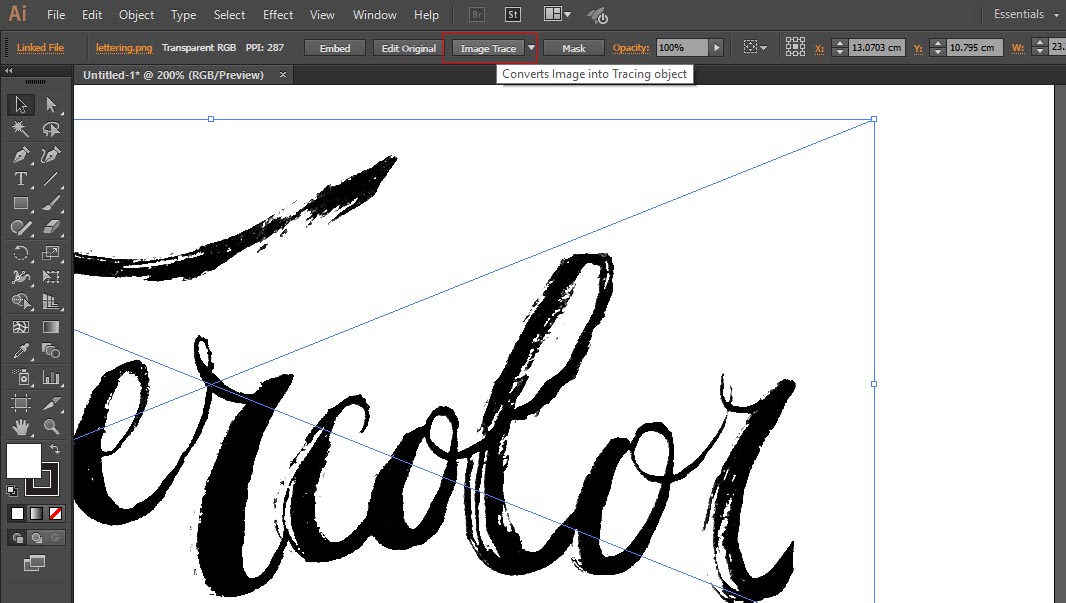 Ai File Edit Object Type Select Effect View Window Help Br St Essentials
Linked File lettering.png Transparent RGB PPI: 287 Embed Edit Original Image Trace Mask Opacity: 100% X: 13.0703 cm Y: 10.795 cm W: 23.
Converts Image into Tracing object
Untitled-1* @ 200% (RGB/Preview) ×
T
ercolor